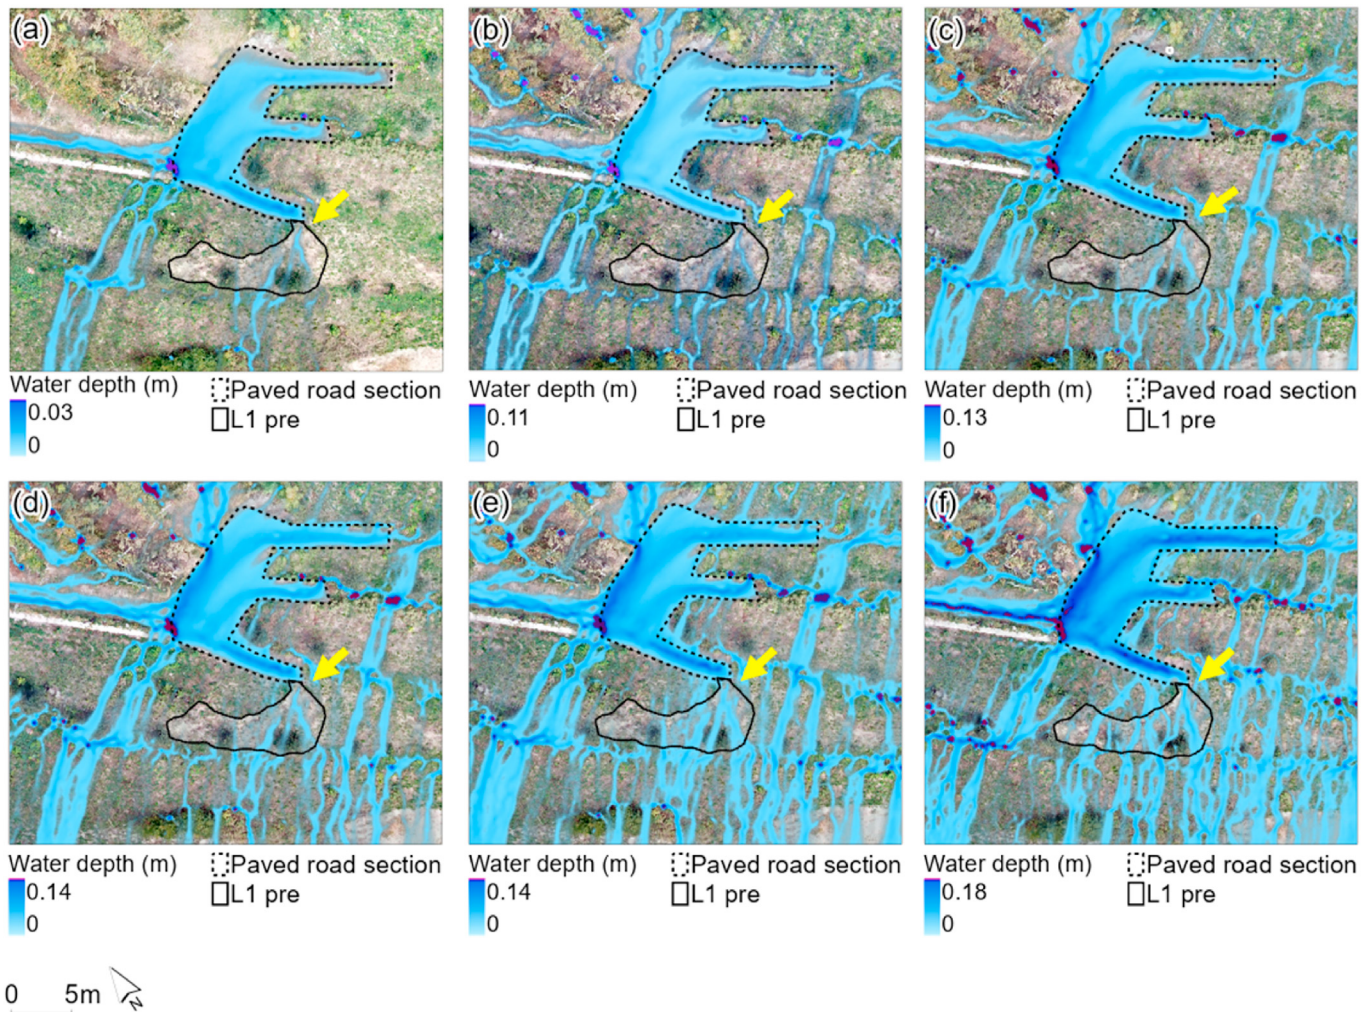 (a)
(b)
(c)
Water depth (m)
Paved road section
0.03
L1 pre
0
Water depth (m)
Paved road section
0.11
L1 pre
0
Water depth (m)
Paved road section
0.13
L1 pre
0
(d)
(e)
(f)
Water depth (m)
Paved road section
0.14
L1 pre
0
Water depth (m)
Paved road section
0.14
L1 pre
0
Water depth (m)
Paved road section
0.18
L1 pre
0
0 5m
N